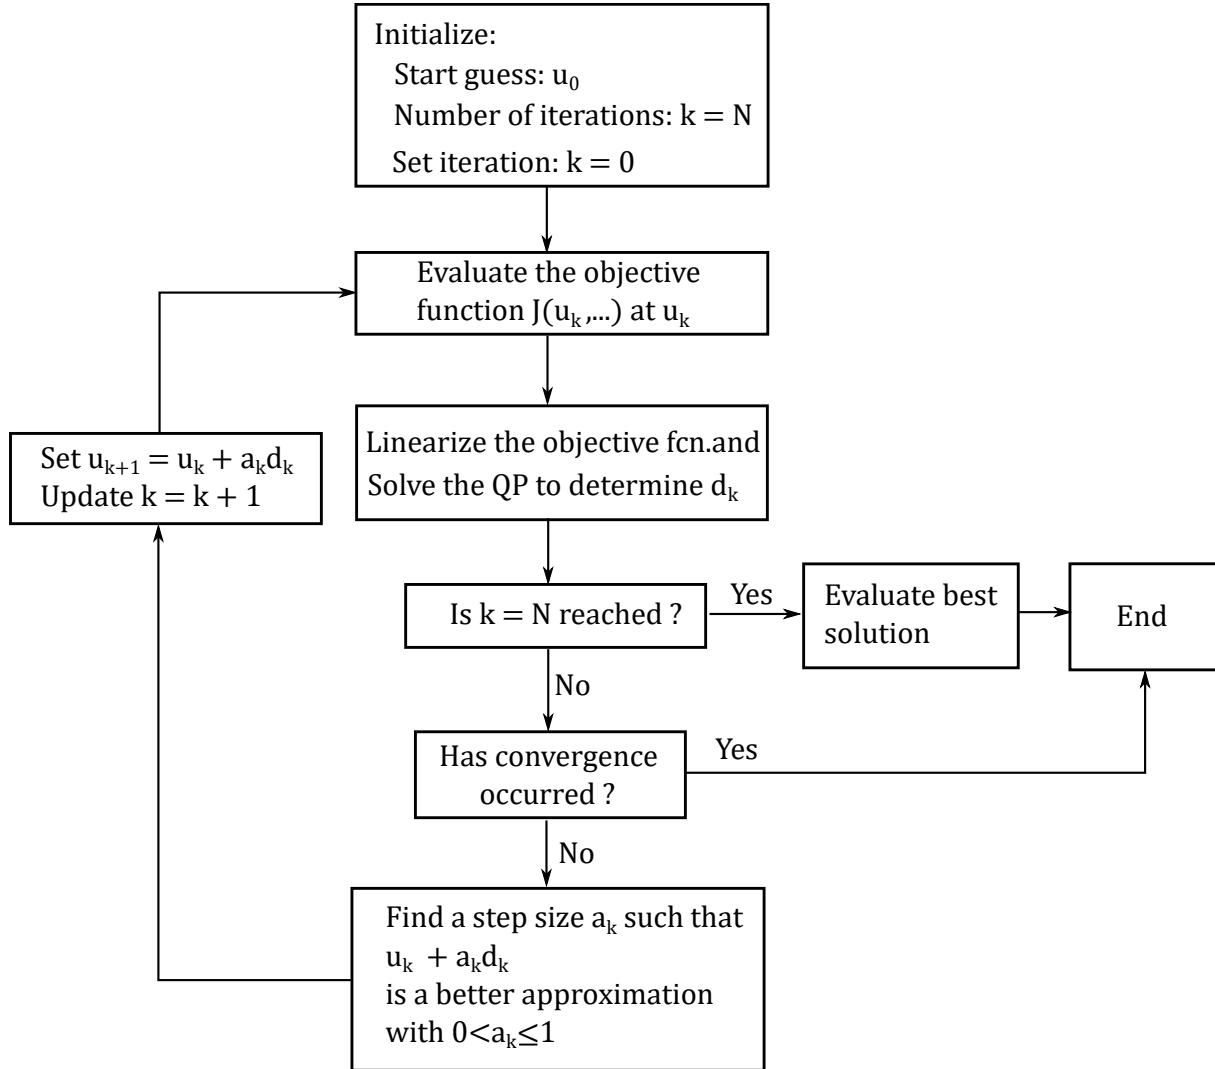 Initialize:
Start guess: u₀
Number of iterations: k = N
Set iteration: k = 0
Evaluate the objective
function J(uₖ,...) at uₖ
Linearize the objective fcn.and
Solve the QP to determine dₖ
Set uₖ₊₁ = uₖ + aₖdₖ
Update k = k + 1
Is k = N reached ?
Yes
Evaluate best
solution
End
No
Has convergence
occurred ?
Yes
No
Find a step size aₖ such that
uₖ + aₖdₖ
is a better approximation
with 0<aₖ≤1